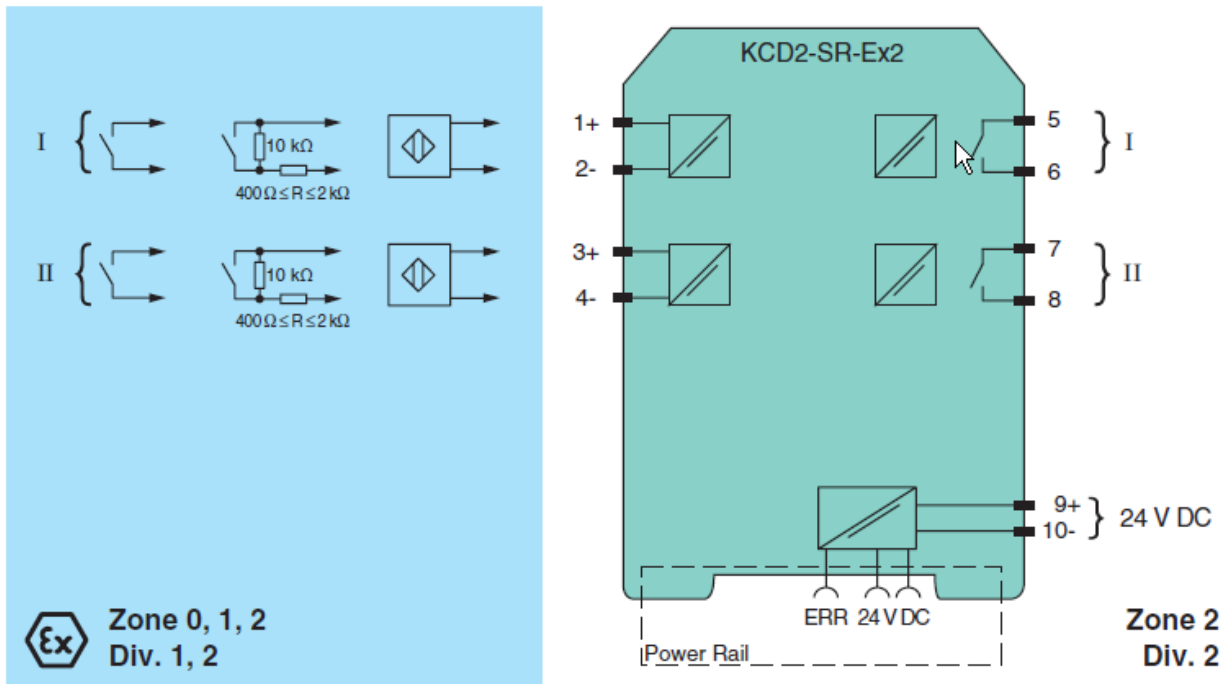 KCD2-SR-Ex2
I
10 kΩ
400 Ω ≤ R ≤ 2 kΩ
II
10 kΩ
400 Ω ≤ R ≤ 2 kΩ
1+
2-
3+
4-
5
6
I
7
8
II
9+
10-
24 V DC
ERR 24 V DC
Power Rail
Ex
Zone 0, 1, 2
Div. 1, 2
Zone 2
Div. 2